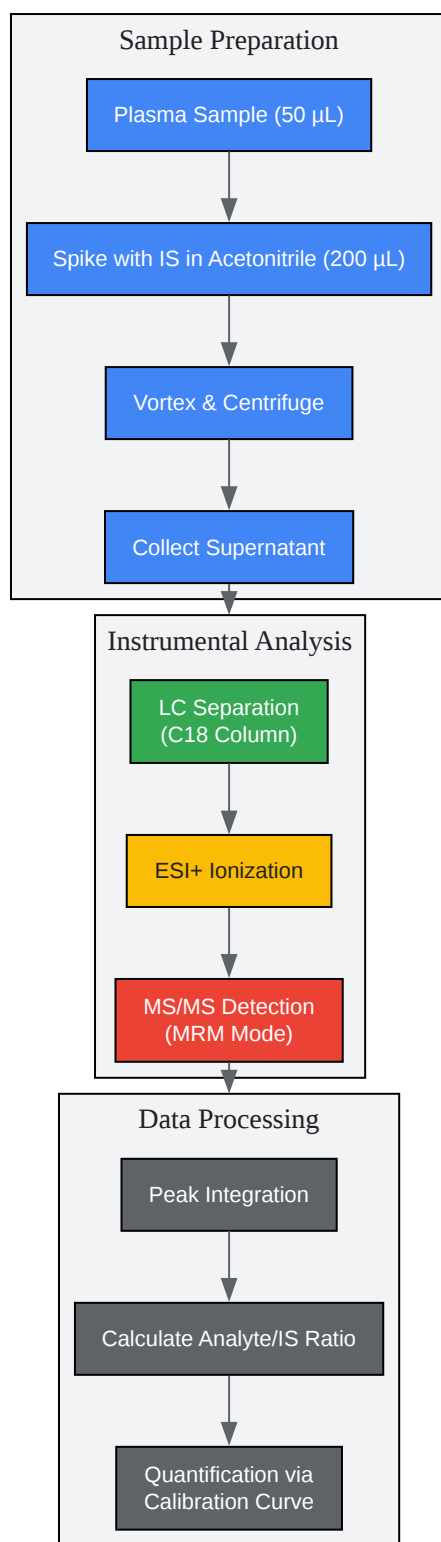 Sample Preparation
Plasma Sample (50 µL)
Spike with IS in Acetonitrile (200 µL)
Vortex & Centrifuge
Collect Supernatant
Instrumental Analysis
LC Separation
(C18 Column)
ESI+ Ionization
MS/MS Detection
(MRM Mode)
Data Processing
Peak Integration
Calculate Analyte/IS Ratio
Quantification via
Calibration Curve